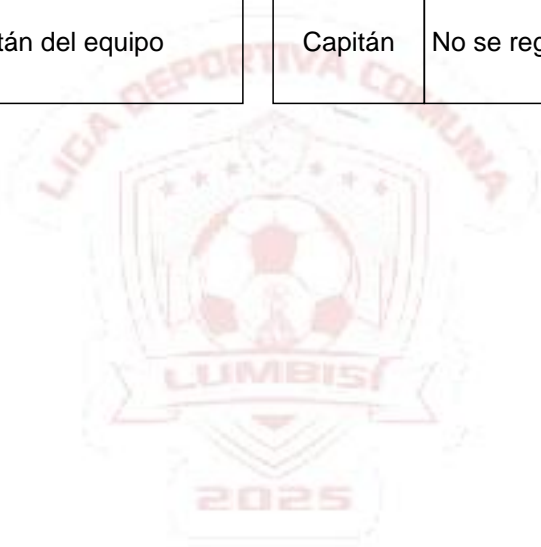 tán del equipo
Capitán
No se reg
LIGA DEPORTIVA COMUNA
LUMBISÍ
2025